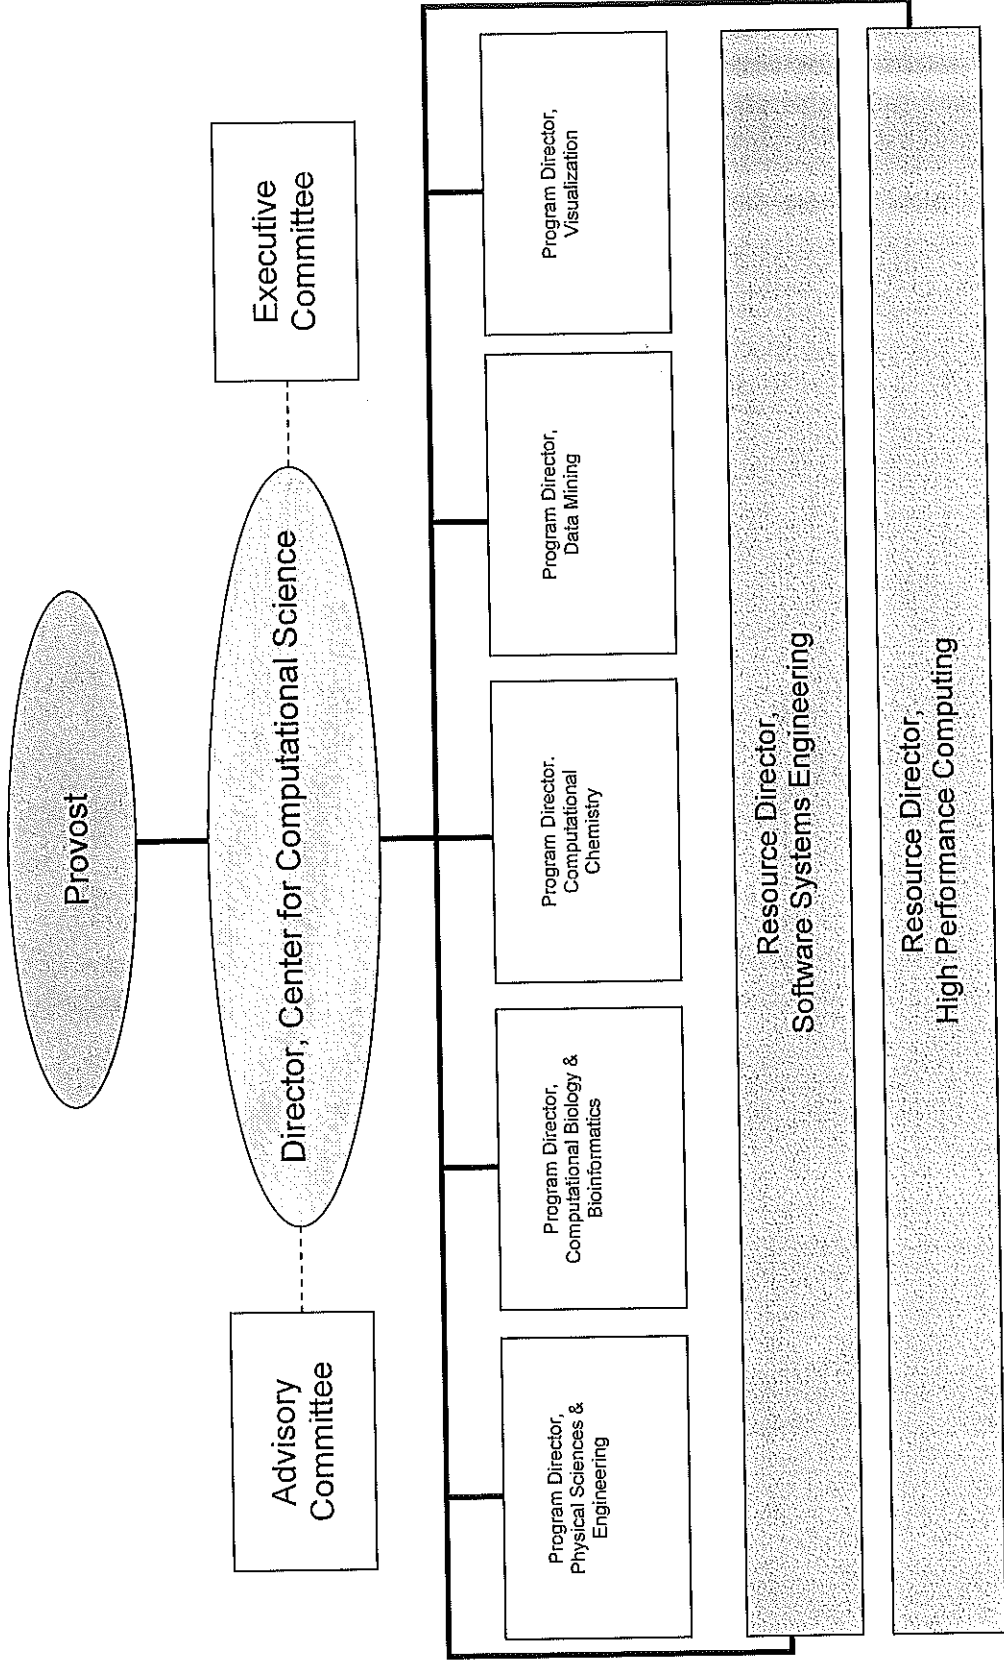 Provost
Director, Center for Computational Science
Advisory
Committee
Executive
Committee
Program Director,
Physical Sciences &
Engineering
Program Director,
Computational Biology &
Bioinformatics
Program Director.
Computational
Chemistry
Program Director,
Data Mining
Program Director,
Visualization
Resource Director,
Software Systems Engineering
Resource Director,
High Performance Computing